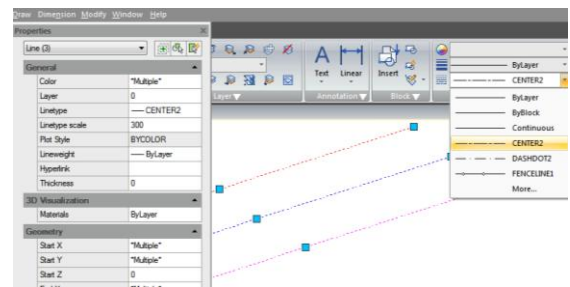 Draw Dimension Modify Window Help
Properties
Line (3)
General
Color *Multiple*
Layer 0
Linetype CENTER2
Linetype scale 300
Plot Style BYCOLOR
Lineweight ByLayer
Hyperlink
Thickness 0
3D Visualization
Materials ByLayer
Geometry
Start X *Multiple*
Start Y *Multiple*
Start Z 0
Text Linear Insert
Layer Annotation Block
ByLayer
CENTER2
ByLayer
ByBlock
Continuous
CENTER2
DASHDOT2
FENCELINE1
More...